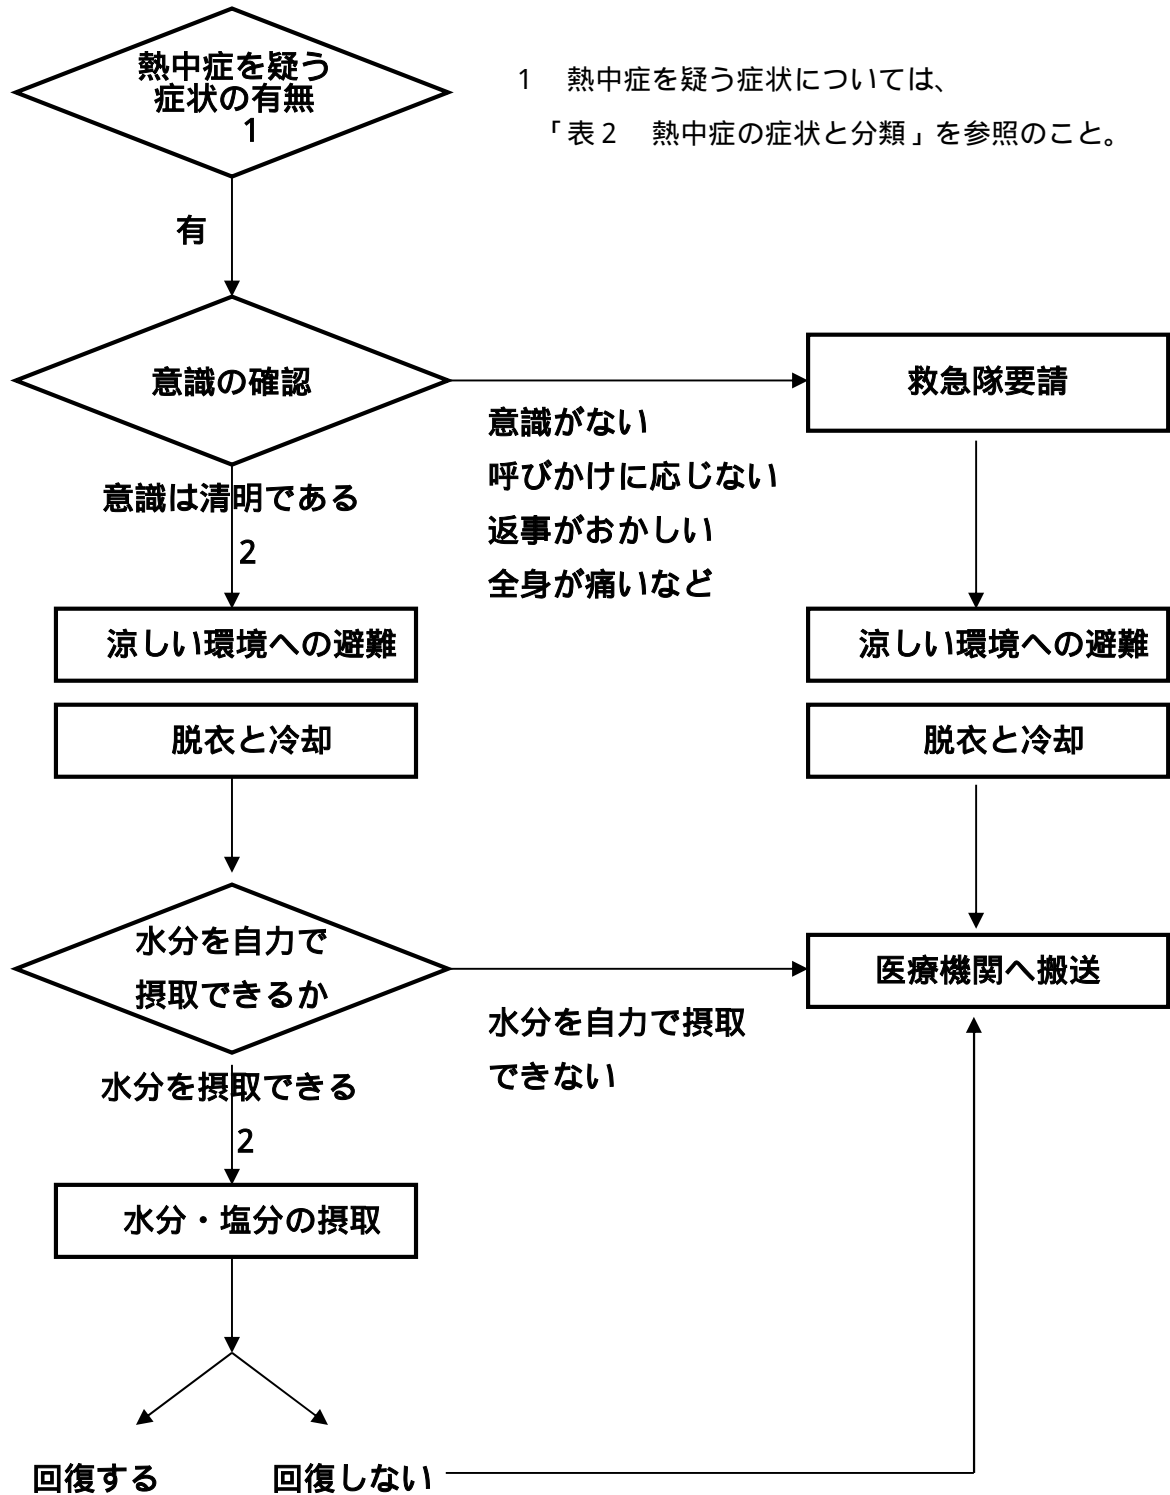 熱中症を疑う
症状の有無
1
1　熱中症を疑う症状については、
「表2　熱中症の症状と分類」を参照のこと。
有
意識の確認
救急隊要請
意識がない
呼びかけに応じない
返事がおかしい
全身が痛いなど
意識は清明である
2
涼しい環境への避難
涼しい環境への避難
脱衣と冷却
脱衣と冷却
水分を自力で
摂取できるか
医療機関へ搬送
水分を自力で摂取
できない
水分を摂取できる
2
水分・塩分の摂取
回復する
回復しない